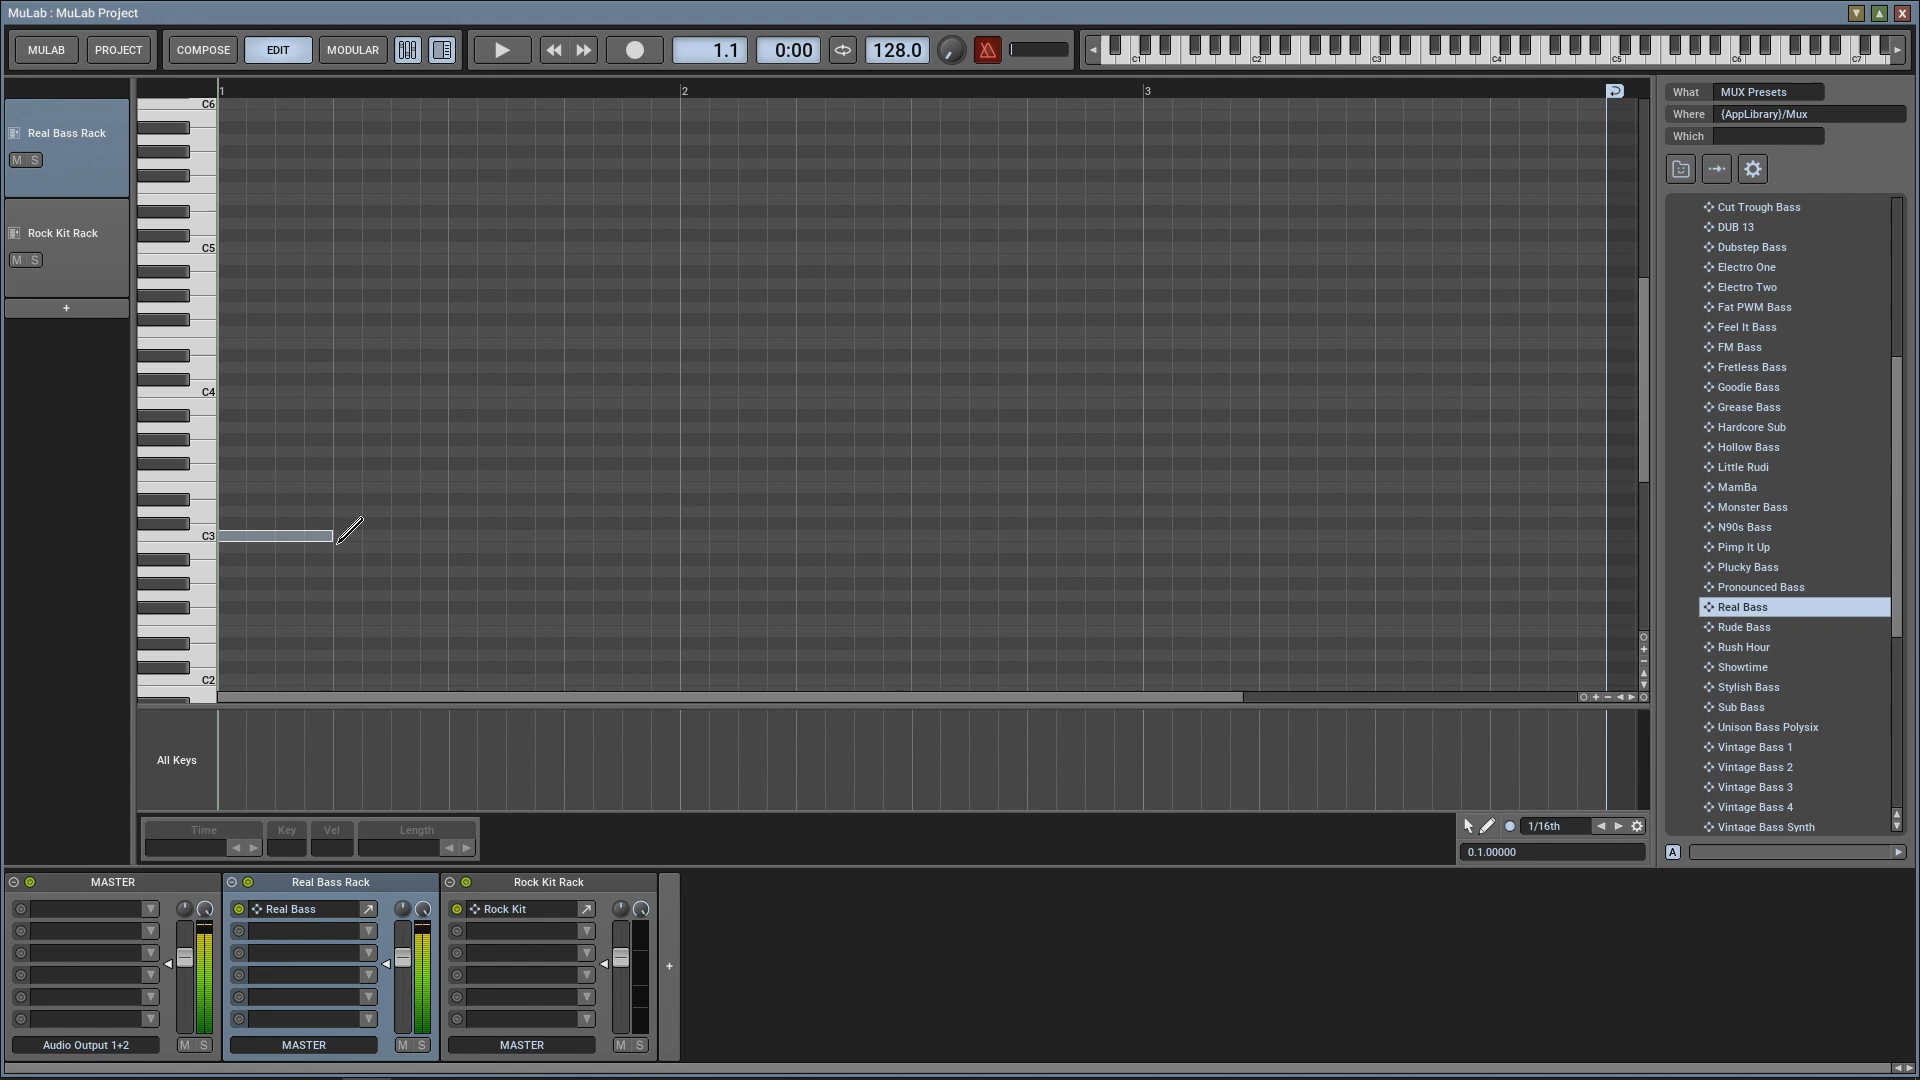 MuLab : MuLab Project
MULAB PROJECT COMPOSE EDIT MODULAR 1.1 0:00 128.0
C1 C2 C3 C4 C5 C6 C7
1 2 3
Real Bass Rack
M S
Rock Kit Rack
M S
+
C6
C5
C4
C3
C2
All Keys
Time Key Vel Length
1/16th
0.1.00000
What MUX Presets
Where {AppLibrary}/Mux
Which
Cut Trough Bass
DUB 13
Dubstep Bass
Electro One
Electro Two
Fat PWM Bass
Feel It Bass
FM Bass
Fretless Bass
Goodie Bass
Grease Bass
Hardcore Sub
Hollow Bass
Little Rudi
MamBa
Monster Bass
N90s Bass
Pimp It Up
Plucky Bass
Pronounced Bass
Real Bass
Rude Bass
Rush Hour
Showtime
Stylish Bass
Sub Bass
Unison Bass Polysix
Vintage Bass 1
Vintage Bass 2
Vintage Bass 3
Vintage Bass 4
Vintage Bass Synth
A
MASTER Real Bass Rack Rock Kit Rack
Real Bass Rock Kit
+
Audio Output 1+2 M S MASTER M S MASTER M S